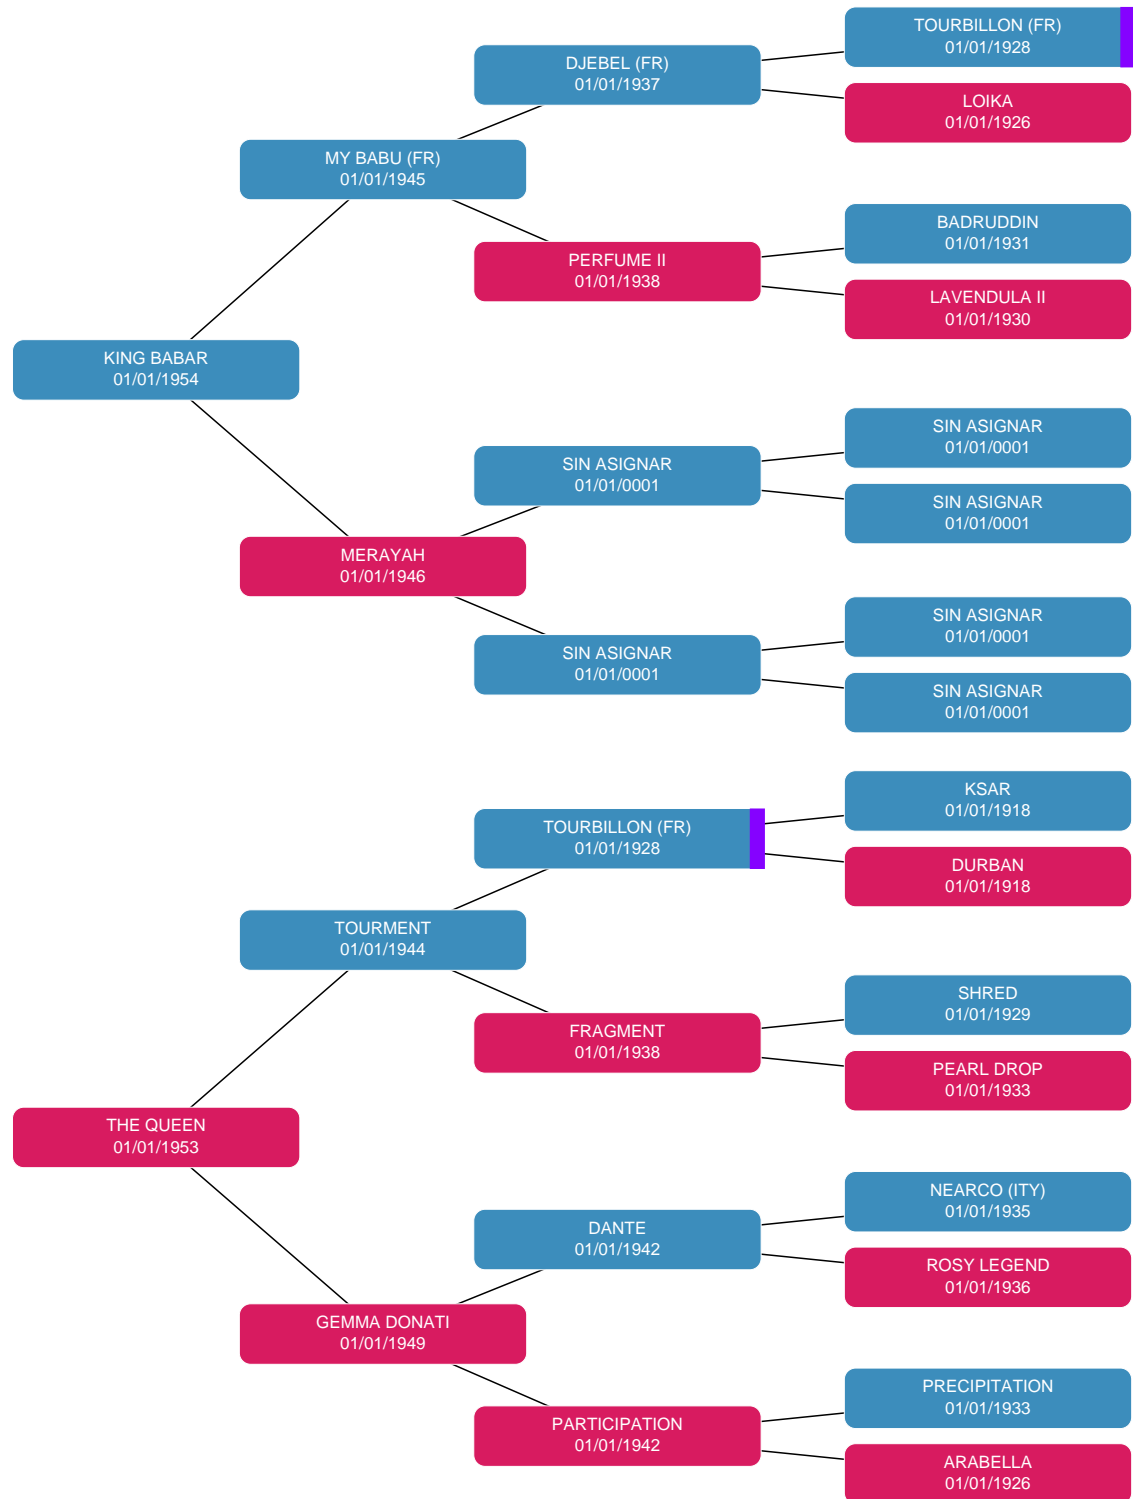 TOURBILLON (FR)
01/01/1928
DJEBEL (FR)
01/01/1937
LOIKA
01/01/1926
MY BABU (FR)
01/01/1945
BADRUDDIN
01/01/1931
PERFUME II
01/01/1938
LAVENDULA II
01/01/1930
KING BABAR
01/01/1954
SIN ASIGNAR
01/01/0001
SIN ASIGNAR
01/01/0001
SIN ASIGNAR
01/01/0001
MERAYAH
01/01/1946
SIN ASIGNAR
01/01/0001
SIN ASIGNAR
01/01/0001
SIN ASIGNAR
01/01/0001
KSAR
01/01/1918
TOURBILLON (FR)
01/01/1928
DURBAN
01/01/1918
TOURMENT
01/01/1944
SHRED
01/01/1929
FRAGMENT
01/01/1938
PEARL DROP
01/01/1933
THE QUEEN
01/01/1953
NEARCO (ITY)
01/01/1935
DANTE
01/01/1942
ROSY LEGEND
01/01/1936
GEMMA DONATI
01/01/1949
PRECIPITATION
01/01/1933
PARTICIPATION
01/01/1942
ARABELLA
01/01/1926